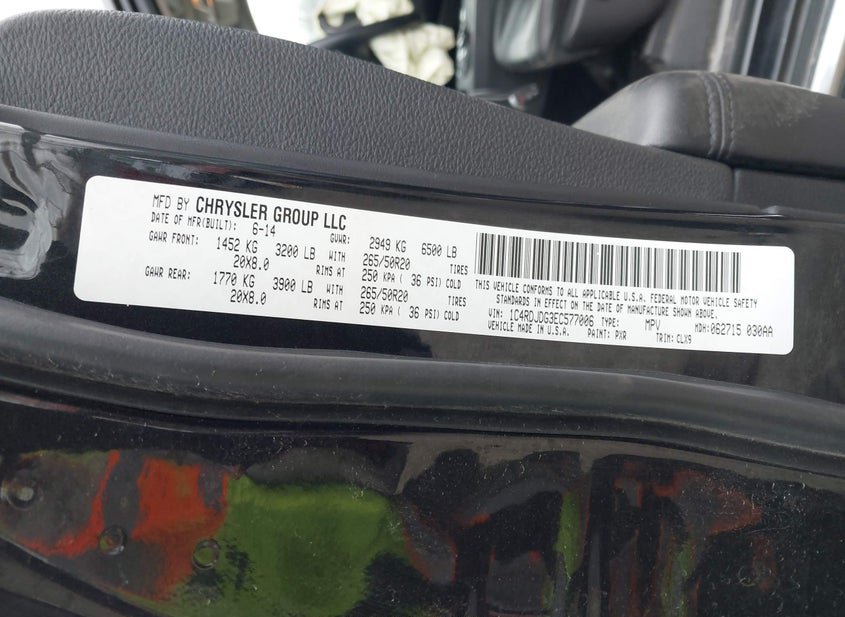 MFD BY CHRYSLER GROUP LLC
DATE OF MFR(BUILT): 6-14 GVWR: 2949 KG 6500 LB
GAWR FRONT: 1452 KG 3200 LB WITH 265/50R20 TIRES
20X8.0 RIMS AT 250 KPA ( 36 PSI) COLD
GAWR REAR: 1770 KG 3900 LB WITH 265/50R20 TIRES
20X8.0 RIMS AT 250 KPA ( 36 PSI) COLD
THIS VEHICLE CONFORMS TO ALL APPLICABLE U.S.A. FEDERAL MOTOR VEHICLE SAFETY
STANDARDS IN EFFECT ON THE DATE OF MANUFACTURE SHOWN ABOVE.
VIN: 1C4RDJDG3EC577006 TYPE: MPV MDH: 062715 030AA
VEHICLE MADE IN U.S.A. PAINT: PXR TRIM: CLX9